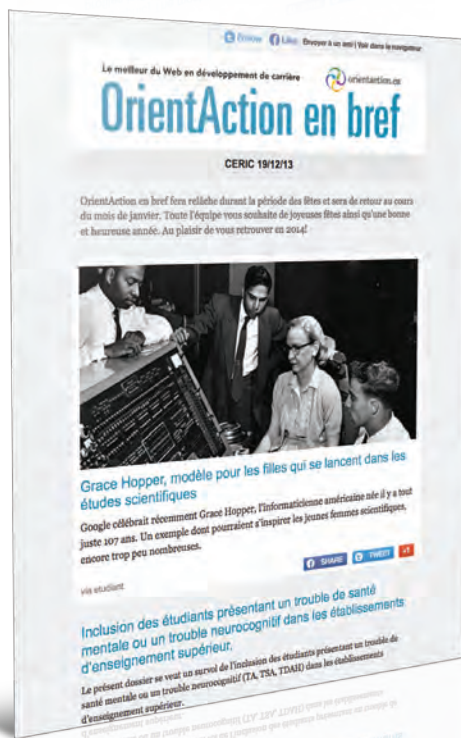 Follow Like Envoyer à un ami | Voir dans le navigateur
Le meilleur du Web en développement de carrière
orientaction.ca
OrientAction en bref
CERIC 19/12/13
OrientAction en bref fera relâche durant la période des fêtes et sera de retour au cours
du mois de janvier. Toute l'équipe vous souhaite de joyeuses fêtes ainsi qu'une bonne
et heureuse année. Au plaisir de vous retrouver en 2014!
Grace Hopper, modèle pour les filles qui se lancent dans les
études scientifiques
Google célébrait récemment Grace Hopper, l'informaticienne américaine née il y a tout
juste 107 ans. Un exemple dont pourraient s'inspirer les jeunes femmes scientifiques,
encore trop peu nombreuses.
SHARE TWEET +1
via etudiant
Inclusion des étudiants présentant un trouble de santé
mentale ou un trouble neurocognitif dans les établissements
d'enseignement supérieur.
Le présent dossier se veut un survol de l'inclusion des étudiants présentant un trouble de
santé mentale ou un trouble neurocognitif (TA, TSA, TDAH) dans les établissements
d'enseignement supérieur.